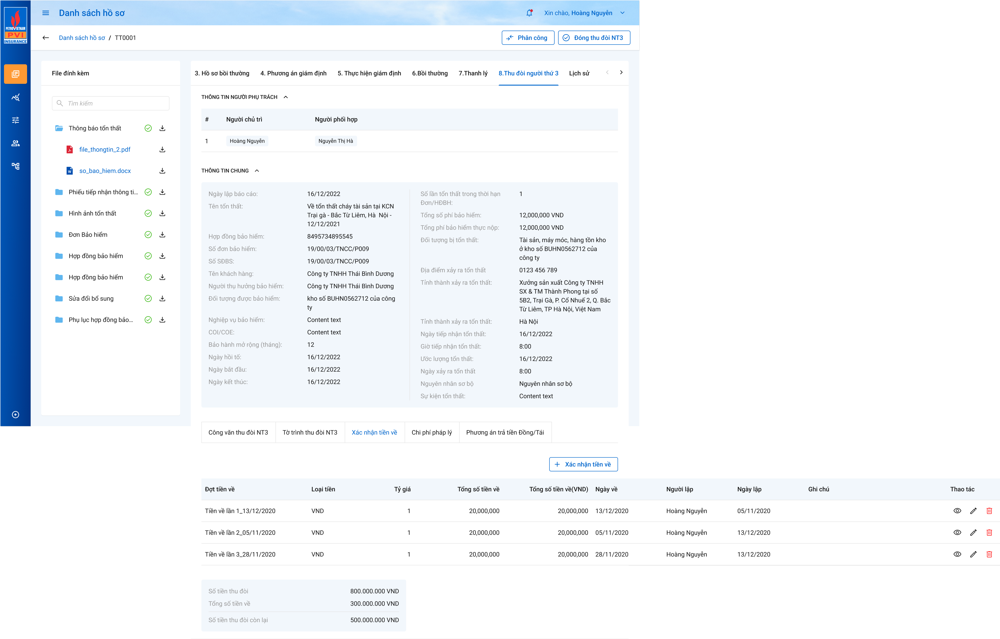 PETROVIETNAM
PVI
INSURANCE
Danh sách hồ sơ
Xin chào, Hoàng Nguyễn
Danh sách hồ sơ / TT0001
Phân công
Đóng thu đòi NT3
File đính kèm
Tìm kiếm
Thông báo tổn thất
file_thongtin_2.pdf
so_bao_hiem.docx
Phiếu tiếp nhận thông ti...
Hình ảnh tổn thất
Đơn Bảo hiểm
Hợp đồng bảo hiểm
Hợp đồng bảo hiểm
Sửa đổi bổ sung
Phụ lục hợp đồng bảo...
3. Hồ sơ bồi thường 4. Phương án giám định 5. Thực hiện giám định 6.Bồi thường 7.Thanh lý 8.Thu đòi người thứ 3 Lịch sử
THÔNG TIN NGƯỜI PHỤ TRÁCH
# Người chủ trì Người phối hợp
1 Hoàng Nguyễn Nguyễn Thị Hà
THÔNG TIN CHUNG
Ngày lập báo cáo: 16/12/2022
Tên tổn thất: Về tổn thất cháy tài sản tại KCN
Trại gà - Bắc Từ Liêm, Hà Nội -
12/12/2021
Hợp đồng bảo hiểm: 8495734895545
Số đơn bảo hiểm: 19/00/03/TNCC/P009
Số SĐBS: 19/00/03/TNCC/P009
Tên khách hàng: Công ty TNHH Thái Bình Dương
Người thụ hưởng bảo hiểm: Công ty TNHH Thái Bình Dương
Đối tượng được bảo hiểm: kho số BUHN0562712 của công
ty
Nghiệp vụ bảo hiểm: Content text
COI/COE: Content text
Bảo hành mở rộng (tháng): 12
Ngày hồi tố: 16/12/2022
Ngày bắt đầu: 16/12/2022
Ngày kết thúc: 16/12/2022
Số lần tổn thất trong thời hạn 1
Đơn/HĐBH:
Tổng số phí bảo hiểm: 12,000,000 VND
Tổng phí bảo hiểm thực nộp: 12,000,000 VND
Đối tượng bị tổn thất: Tài sản, máy móc, hàng tồn kho
ở kho số BUHN0562712 của
công ty
Địa điểm xảy ra tổn thất 0123 456 789
Tỉnh thành xảy ra tổn thất: Xưởng sản xuất Công ty TNHH
SX & TM Thành Phong tại số
5B2, Trại Gà, P. Cổ Nhuế 2, Q. Bắc
Từ Liêm, TP Hà Nội, Việt Nam
Tỉnh thành xảy ra tổn thất: Hà Nội
Ngày tiếp nhận tổn thất: 16/12/2022
Giờ tiếp nhận tổn thất: 8:00
Ước lượng tổn thất: 16/12/2022
Ngày xảy ra tổn thất 8:00
Nguyên nhân sơ bộ Nguyên nhân sơ bộ
Sự kiện tổn thất: Content text
Công văn thu đòi NT3 Tờ trình thu đòi NT3 Xác nhận tiền về Chi phí pháp lý Phương án trả tiền Đồng/Tái
Xác nhận tiền về
Đợt tiền về Loại tiền Tỷ giá Tổng số tiền về Tổng số tiền về(VND) Ngày về Người lập Ngày lập Ghi chú Thao tác
Tiền về lần 1_13/12/2020 VND 1 20,000,000 20,000,000 13/12/2020 Hoàng Nguyễn 05/11/2020
Tiền về lần 2_05/11/2020 VND 1 20,000,000 20,000,000 05/11/2020 Hoàng Nguyễn 13/12/2020
Tiền về lần 3_28/11/2020 VND 1 20,000,000 20,000,000 28/11/2020 Hoàng Nguyễn 13/12/2020
Số tiền thu đòi 800.000.000 VND
Tổng số tiền về 300.000.000 VND
Số tiền thu đòi còn lại 500.000.000 VND